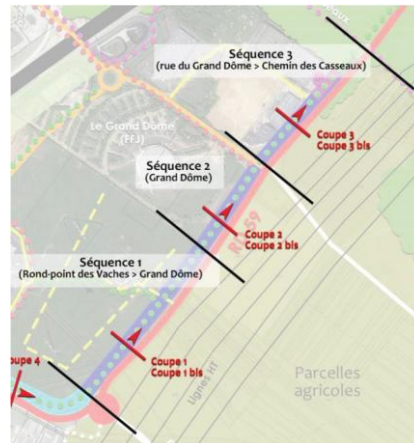 Séquence 3
(rue du Grand Dôme > Chemin des Casseaux)
Le Grand Dôme
(FFJ)
Coupe 3
Coupe 3 bis
Séquence 2
(Grand Dôme)
RD 59
Coupe 2
Coupe 2 bis
Séquence 1
(Rond-point des Vaches > Grand Dôme)
Coupe 1
Coupe 1 bis
oupe 4
Lignes HT
Parcelles
agricoles